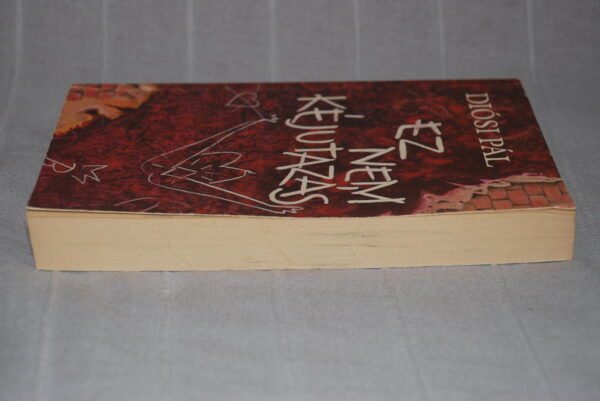 DIÓSI PÁL
EZ
NEM
KÉJUTAZÁS